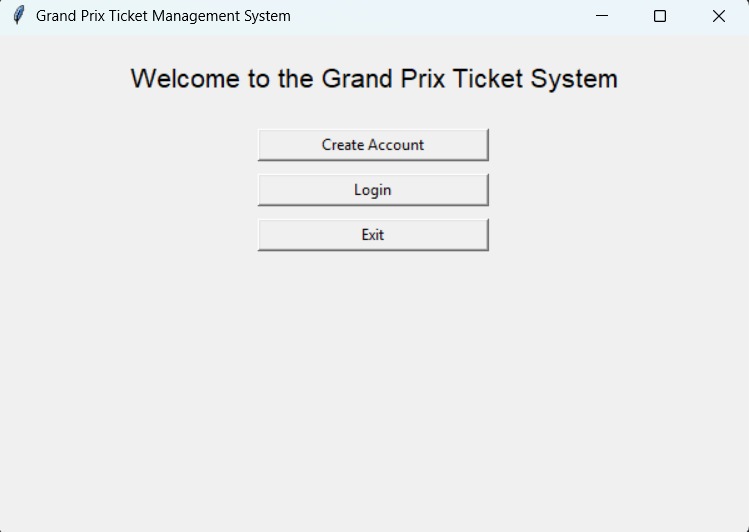 Grand Prix Ticket Management System
Welcome to the Grand Prix Ticket System
Create Account
Login
Exit